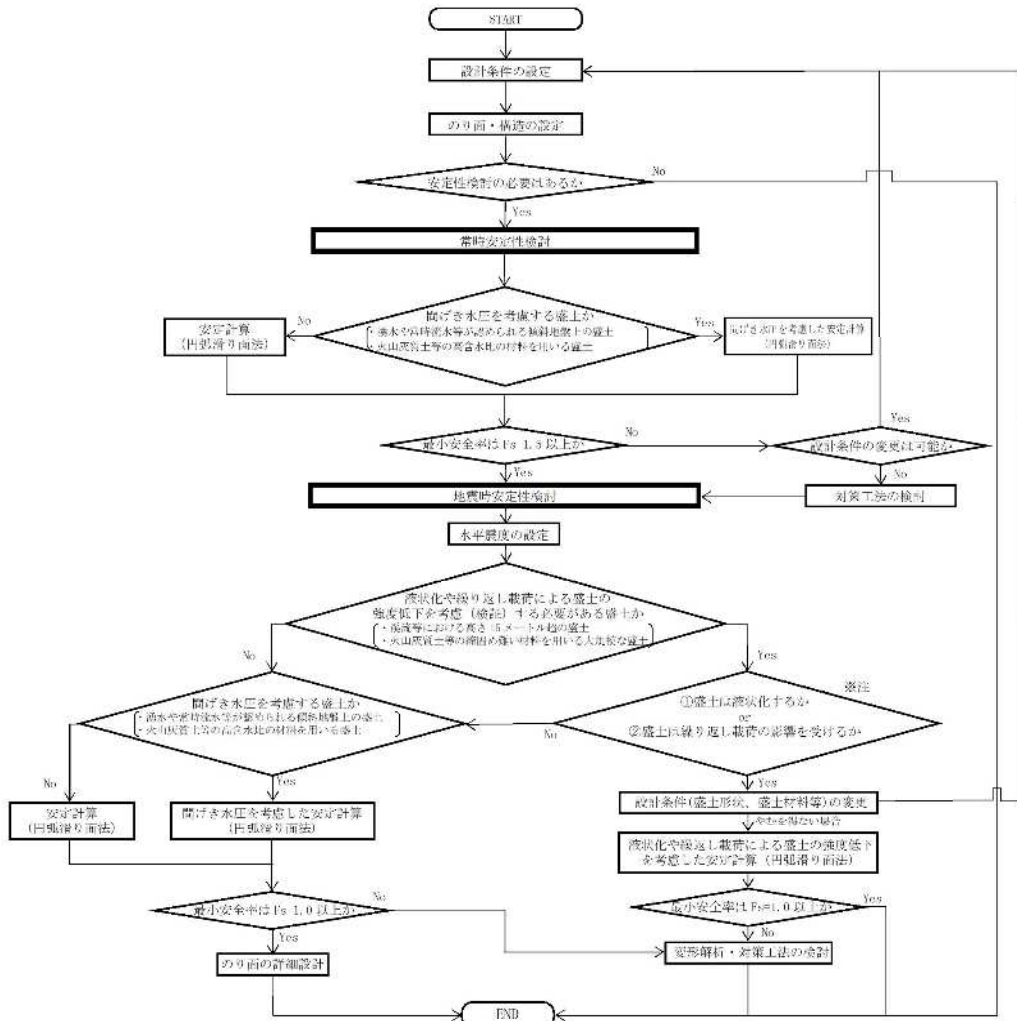 START
設計条件の設定
のり面・構造の設定
安定性検討の必要はあるか
No
Yes
常時安定性検討
間げき水圧を考慮する盛土か
・湧水や常時流水等が認められる傾斜地盤上の盛土
・火山灰質土等の高含水比の材料を用いる盛土
No
Yes
安定計算
(円弧滑り面法)
間げき水圧を考慮した安定計算
(円弧滑り面法)
最小安全率は Fs 1.5 以上か
No
Yes
設計条件の変更は可能か
Yes
No
対策工法の検討
地震時安定性検討
水平震度の設定
液状化や繰り返し載荷による盛土の
強度低下を考慮（検証）する必要がある盛土か
・渓流等における高さ 15メートル超の盛土
・火山灰質土等の締固め難い材料を用いる大規模な盛土
No
Yes
間げき水圧を考慮する盛土か
・湧水や常時流水等が認められる傾斜地盤上の盛土
・火山灰質土等の高含水比の材料を用いる盛土
※注
①盛土は液状化するか
or
②盛土は繰り返し載荷の影響を受けるか
No
No
Yes
Yes
安定計算
(円弧滑り面法)
間げき水圧を考慮した安定計算
(円弧滑り面法)
設計条件(盛土形状、盛土材料等)の変更
やむを得ない場合
液状化や繰返し載荷による盛土の強度低下
を考慮した安定計算（円弧滑り面法）
最小安全率は Fs 1.0 以上か
No
Yes
最小安全率は Fs=1.0 以上か
Yes
No
のり面の詳細設計
変形解析・対策工法の検討
END